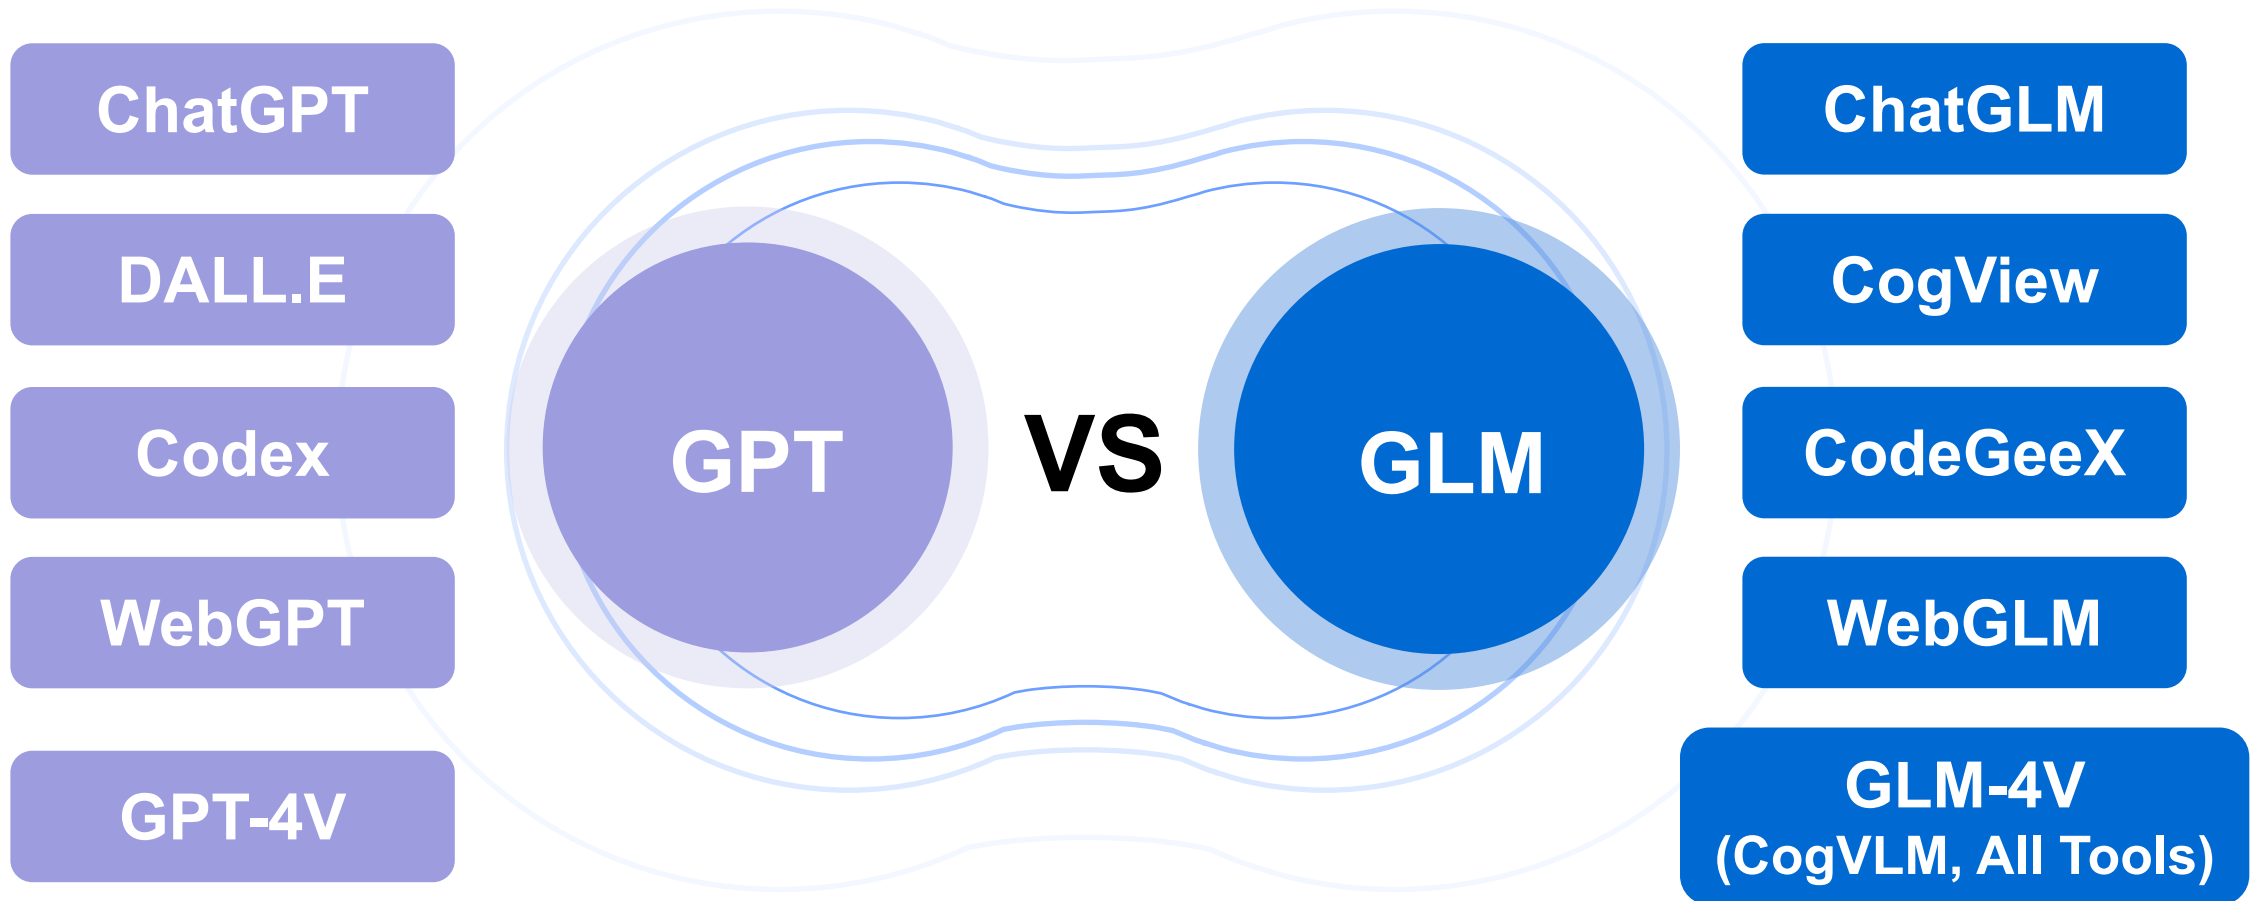 ChatGPT
DALL.E
Codex
WebGPT
GPT-4V
GPT
VS
GLM
ChatGLM
CogView
CodeGeeX
WebGLM
GLM-4V
(CogVLM, All Tools)